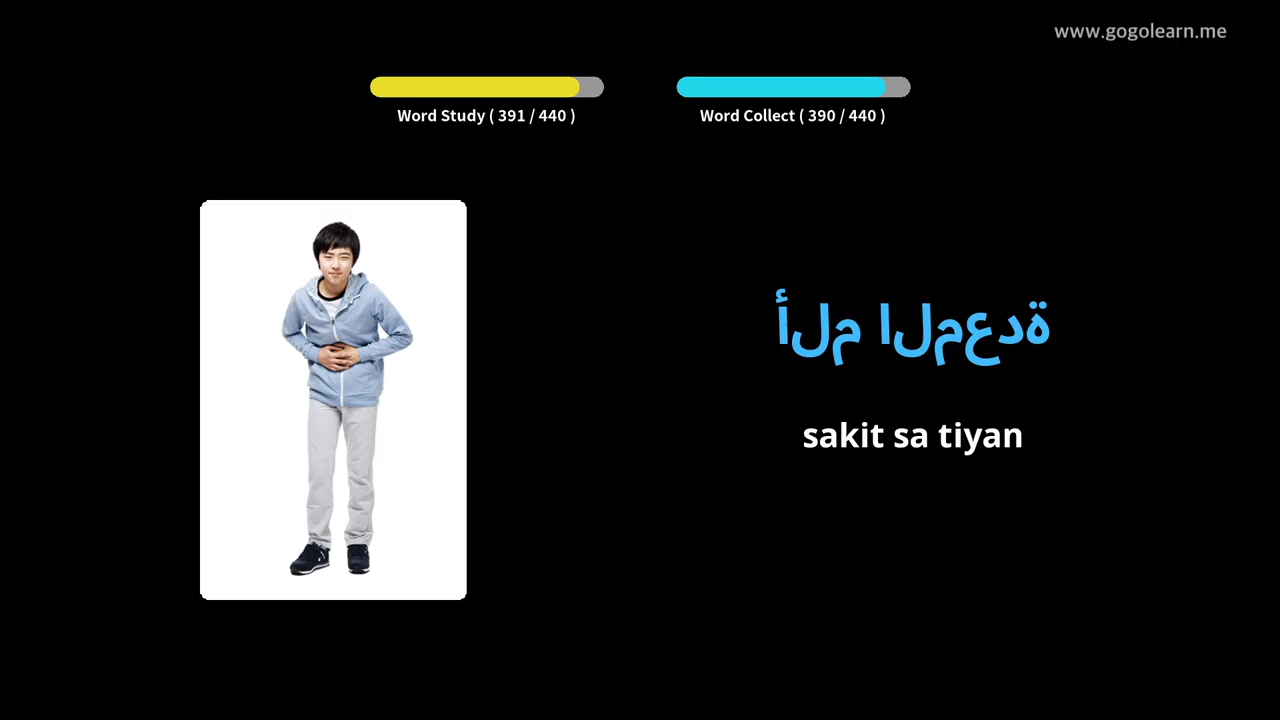 www.gogolearn.me
Word Study ( 391 / 440 )
Word Collect ( 390 / 440 )
ألم المعدة
sakit sa tiyan